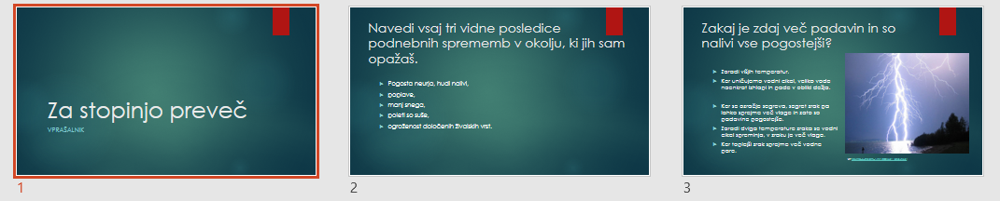 Za stopinjo preveč
VPRAŠALNIK
1
Navedi vsaj tri vidne posledice
podnebnih sprememb v okolju, ki jih sam
opažaš.
Pogosta neurja, hudi nalivi,
poplave,
manj snega,
poleti so suše,
ogroženost določenih živalskih vrst.
2
Zakaj je zdaj več padavin in so
nalivi vse pogostejši?
Zaradi višjih temperatur.
Ker uničujemo vodni cikel, veliko vode
naenkrat izhlapi in pade v obliki dežja.
Ker se ozračje segreva, segret zrak pa
lahko sprejme več vlage in zato so
padavine pogostejše.
Zaradi dviga temperature zraka se vodni
cikel spreminja, v zraku je več vlage.
Ker toplejši zrak sprejme več vodne
pare.
3